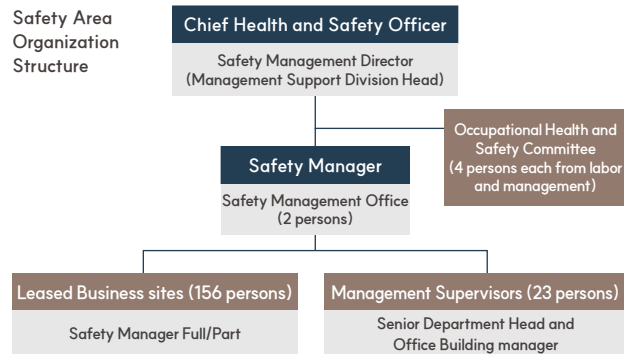 Safety Area
Organization
Structure
Chief Health and Safety Officer
Safety Management Director
(Management Support Division Head)
Occupational Health and
Safety Committee
(4 persons each from labor
and management)
Safety Manager
Safety Management Office
(2 persons)
Leased Business sites (156 persons)
Safety Manager Full/Part
Management Supervisors (23 persons)
Senior Department Head and
Office Building manager